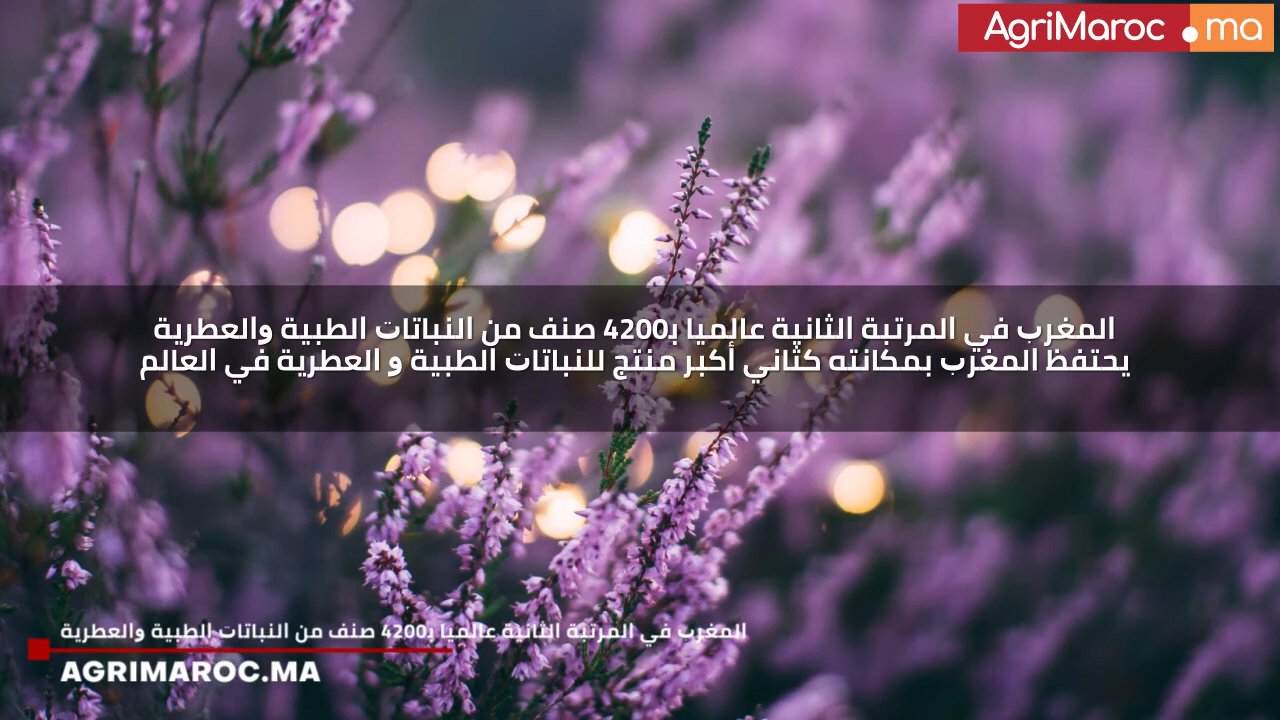 AgriMaroc.ma
المغرب في المرتبة الثانية عالميا بـ4200 صنف من النباتات الطبية والعطرية
يحتفظ المغرب بمكانته كثاني أكبر منتج للنباتات الطبية و العطرية في العالم
المغرب في المرتبة الثانية عالميا بـ4200 صنف من النباتات الطبية والعطرية
AGRIMAROC.MA